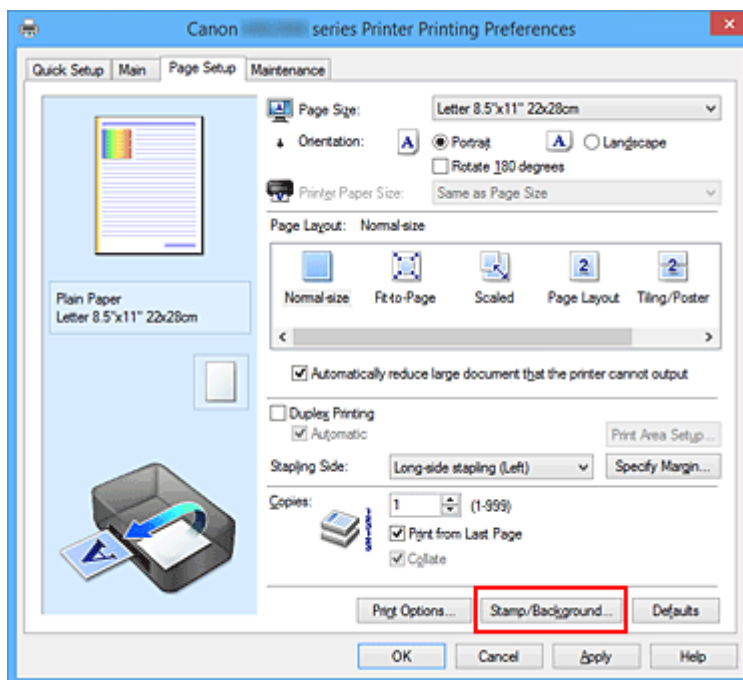 Canon series Printer Printing Preferences
Quick Setup Main Page Setup Maintenance
Page Size: Letter 8.5"x11" 22x28cm
Orientation: A Portrait A Landscape
Rotate 180 degrees
Printer Paper Size: Same as Page Size
Page Layout: Normal-size
2 2
Normal-size Fit-to-Page Scaled Page Layout Tiling/Poster
Plain Paper
Letter 8.5"x11" 22x28cm
Automatically reduce large document that the printer cannot output
Duplex Printing
Automatic
Print Area Setup...
Stapling Side: Long-side stapling (Left) Specify Margin...
Copies: 1 (1-999)
Print from Last Page
Collate
A
Print Options... Stamp/Background... Defaults
OK Cancel Apply Help